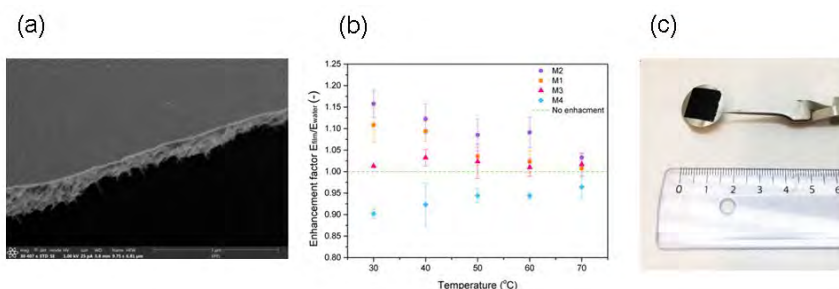 (a)
(b)
(c)
Enhancement factor Efilm/Ewater (-)
1.25
1.20
1.15
1.10
1.05
1.00
0.95
0.90
0.85
0.80
M2
M1
M3
M4
No enhacment
30 40 50 60 70
Temperature (°C)
0 1 2 3 4 5 6